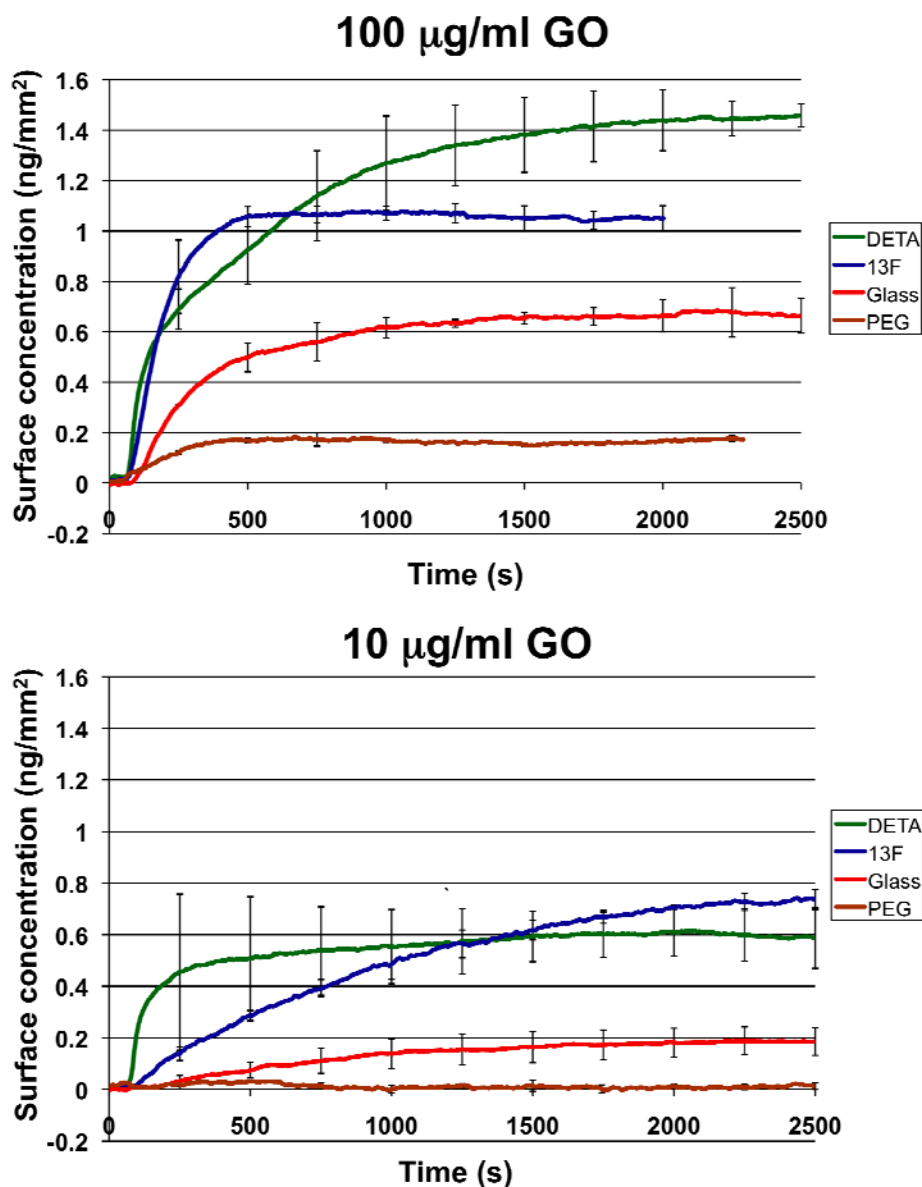 100 μg/ml GO
Surface concentration (ng/mm²)
1.6
1.4
1.2
1
0.8
0.6
0.4
0.2
0
-0.2
0 500 1000 1500 2000 2500
Time (s)
DETA
13F
Glass
PEG
10 μg/ml GO
Surface concentration (ng/mm²)
1.6
1.4
1.2
1
0.8
0.6
0.4
0.2
0
-0.2
0 500 1000 1500 2000 2500
Time (s)
DETA
13F
Glass
PEG